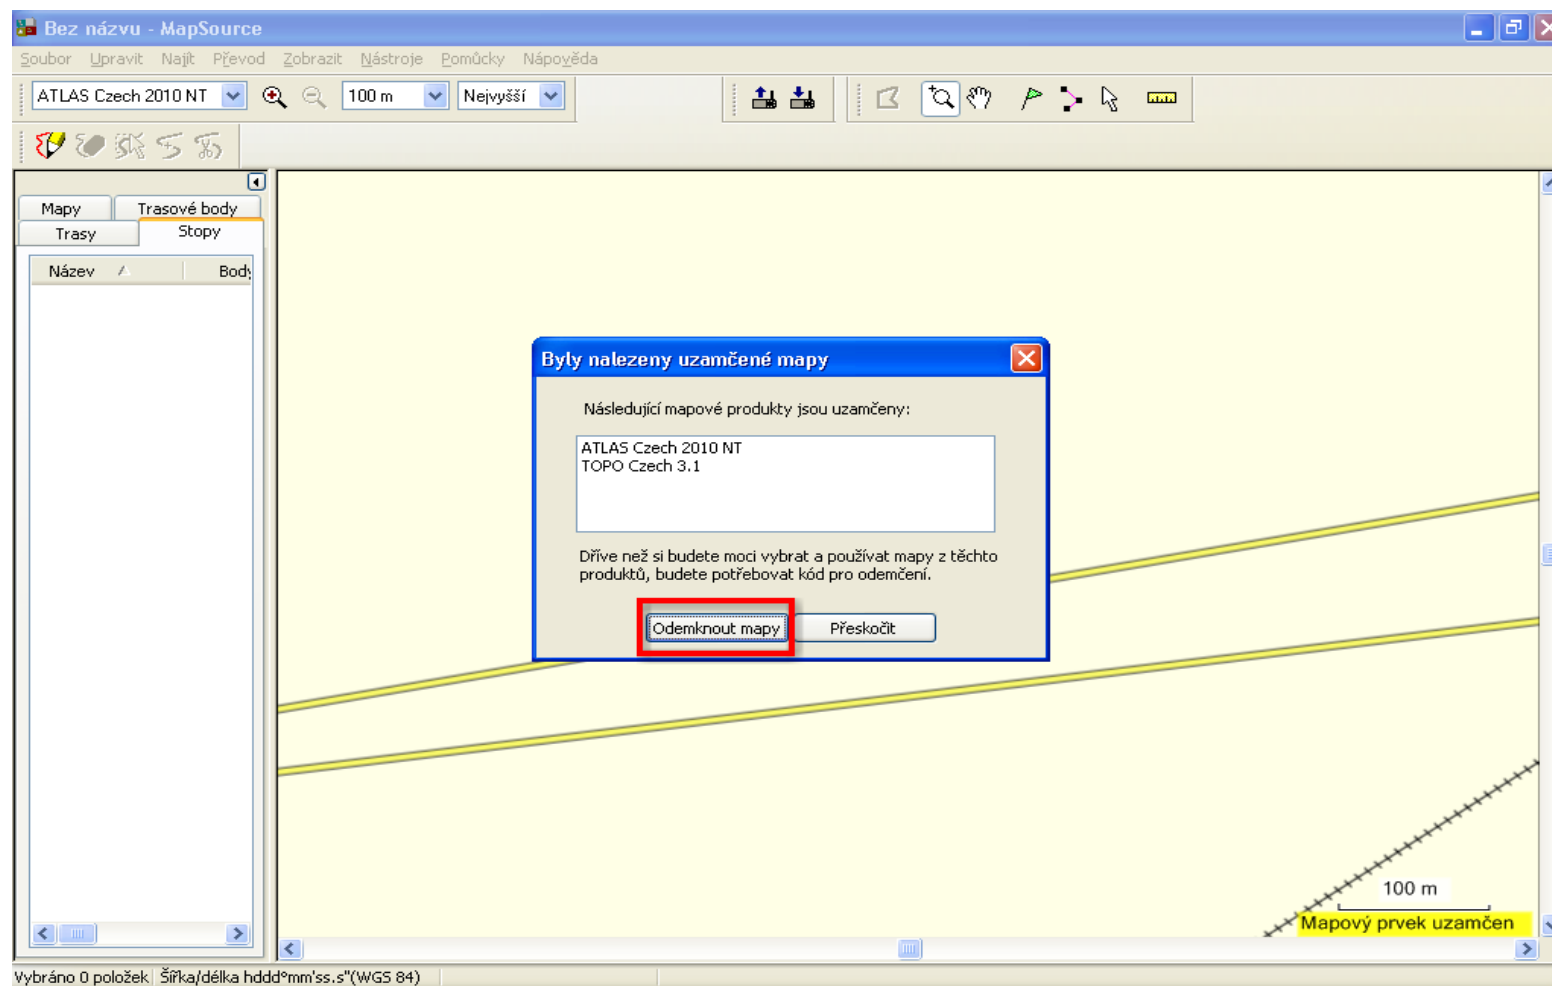 Bez názvu - MapSource
Soubor Upravit Najít Převod Zobrazit Nástroje Pomůcky Nápověda
ATLAS Czech 2010 NT 100 m Nejvyšší
Mapy Trasové body
Trasy Stopy
Název Body
Byly nalezeny uzamčené mapy
Následující mapové produkty jsou uzamčeny:
ATLAS Czech 2010 NT
TOPO Czech 3.1
Dříve než si budete moci vybrat a používat mapy z těchto
produktů, budete potřebovat kód pro odemčení.
Odemknout mapy Přeskočit
100 m
Mapový prvek uzamčen
Vybráno 0 položek Šířka/délka hddd°mm'ss.s"(WGS 84)